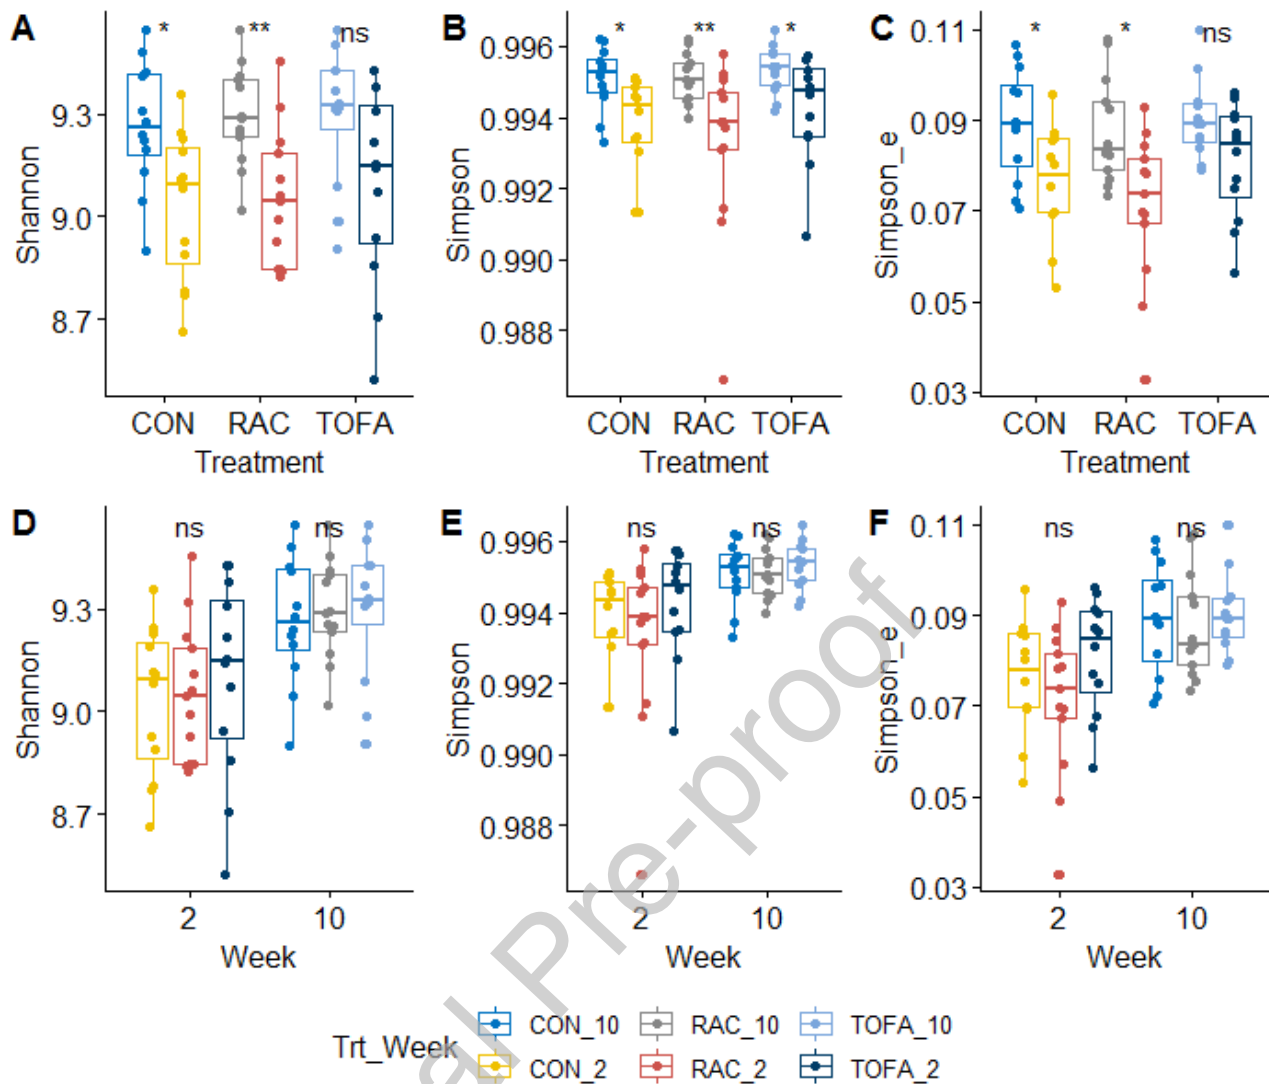 A
* ** ns
Shannon
9.3
9.0
8.7
CON RAC TOFA
Treatment
B
* ** *
Simpson
0.996
0.994
0.992
0.990
0.988
CON RAC TOFA
Treatment
C
* * ns
Simpson_e
0.11
0.09
0.07
0.05
0.03
CON RAC TOFA
Treatment
D
ns ns
Shannon
9.3
9.0
8.7
2 10
Week
E
ns ns
Simpson
0.996
0.994
0.992
0.990
0.988
2 10
Week
F
ns ns
Simpson_e
0.11
0.09
0.07
0.05
0.03
2 10
Week
Trt_Week
CON_10 RAC_10 TOFA_10
CON_2 RAC_2 TOFA_2
al Pre-proof